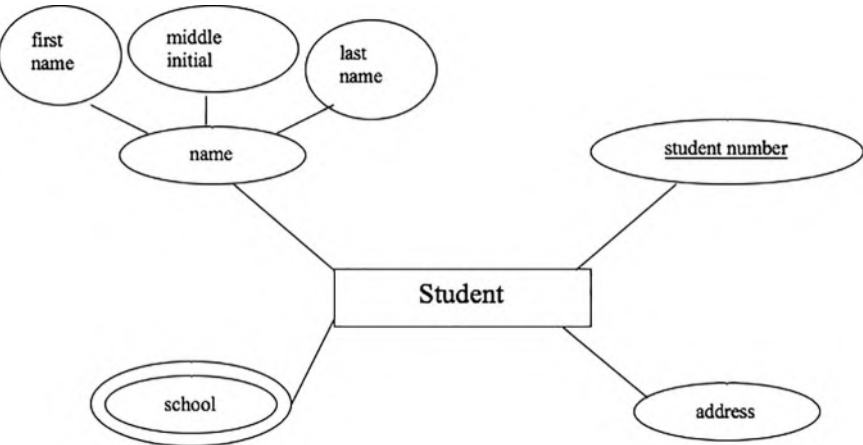 first
name
middle
initial
last
name
name
student number
Student
school
address